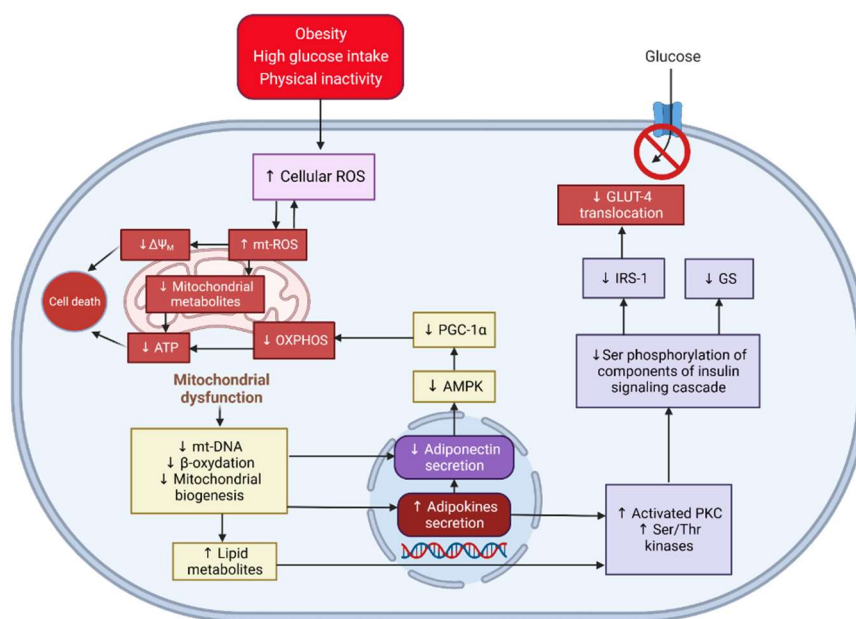 Obesity
High glucose intake
Physical inactivity
Glucose
↑ Cellular ROS
↓ GLUT-4
translocation
↓ΔΨM
↑ mt-ROS
Cell death
↓ Mitochondrial
metabolites
↓ IRS-1
↓ GS
↓ ATP
↓ OXPHOS
↓ PGC-1α
↓Ser phosphorylation of
components of insulin
signaling cascade
Mitochondrial
dysfunction
↓ AMPK
↓ mt-DNA
↓ β-oxydation
↓ Mitochondrial
biogenesis
↓ Adiponectin
secretion
↑ Adipokines
secretion
↑ Activated PKC
↑ Ser/Thr
kinases
↑ Lipid
metabolites